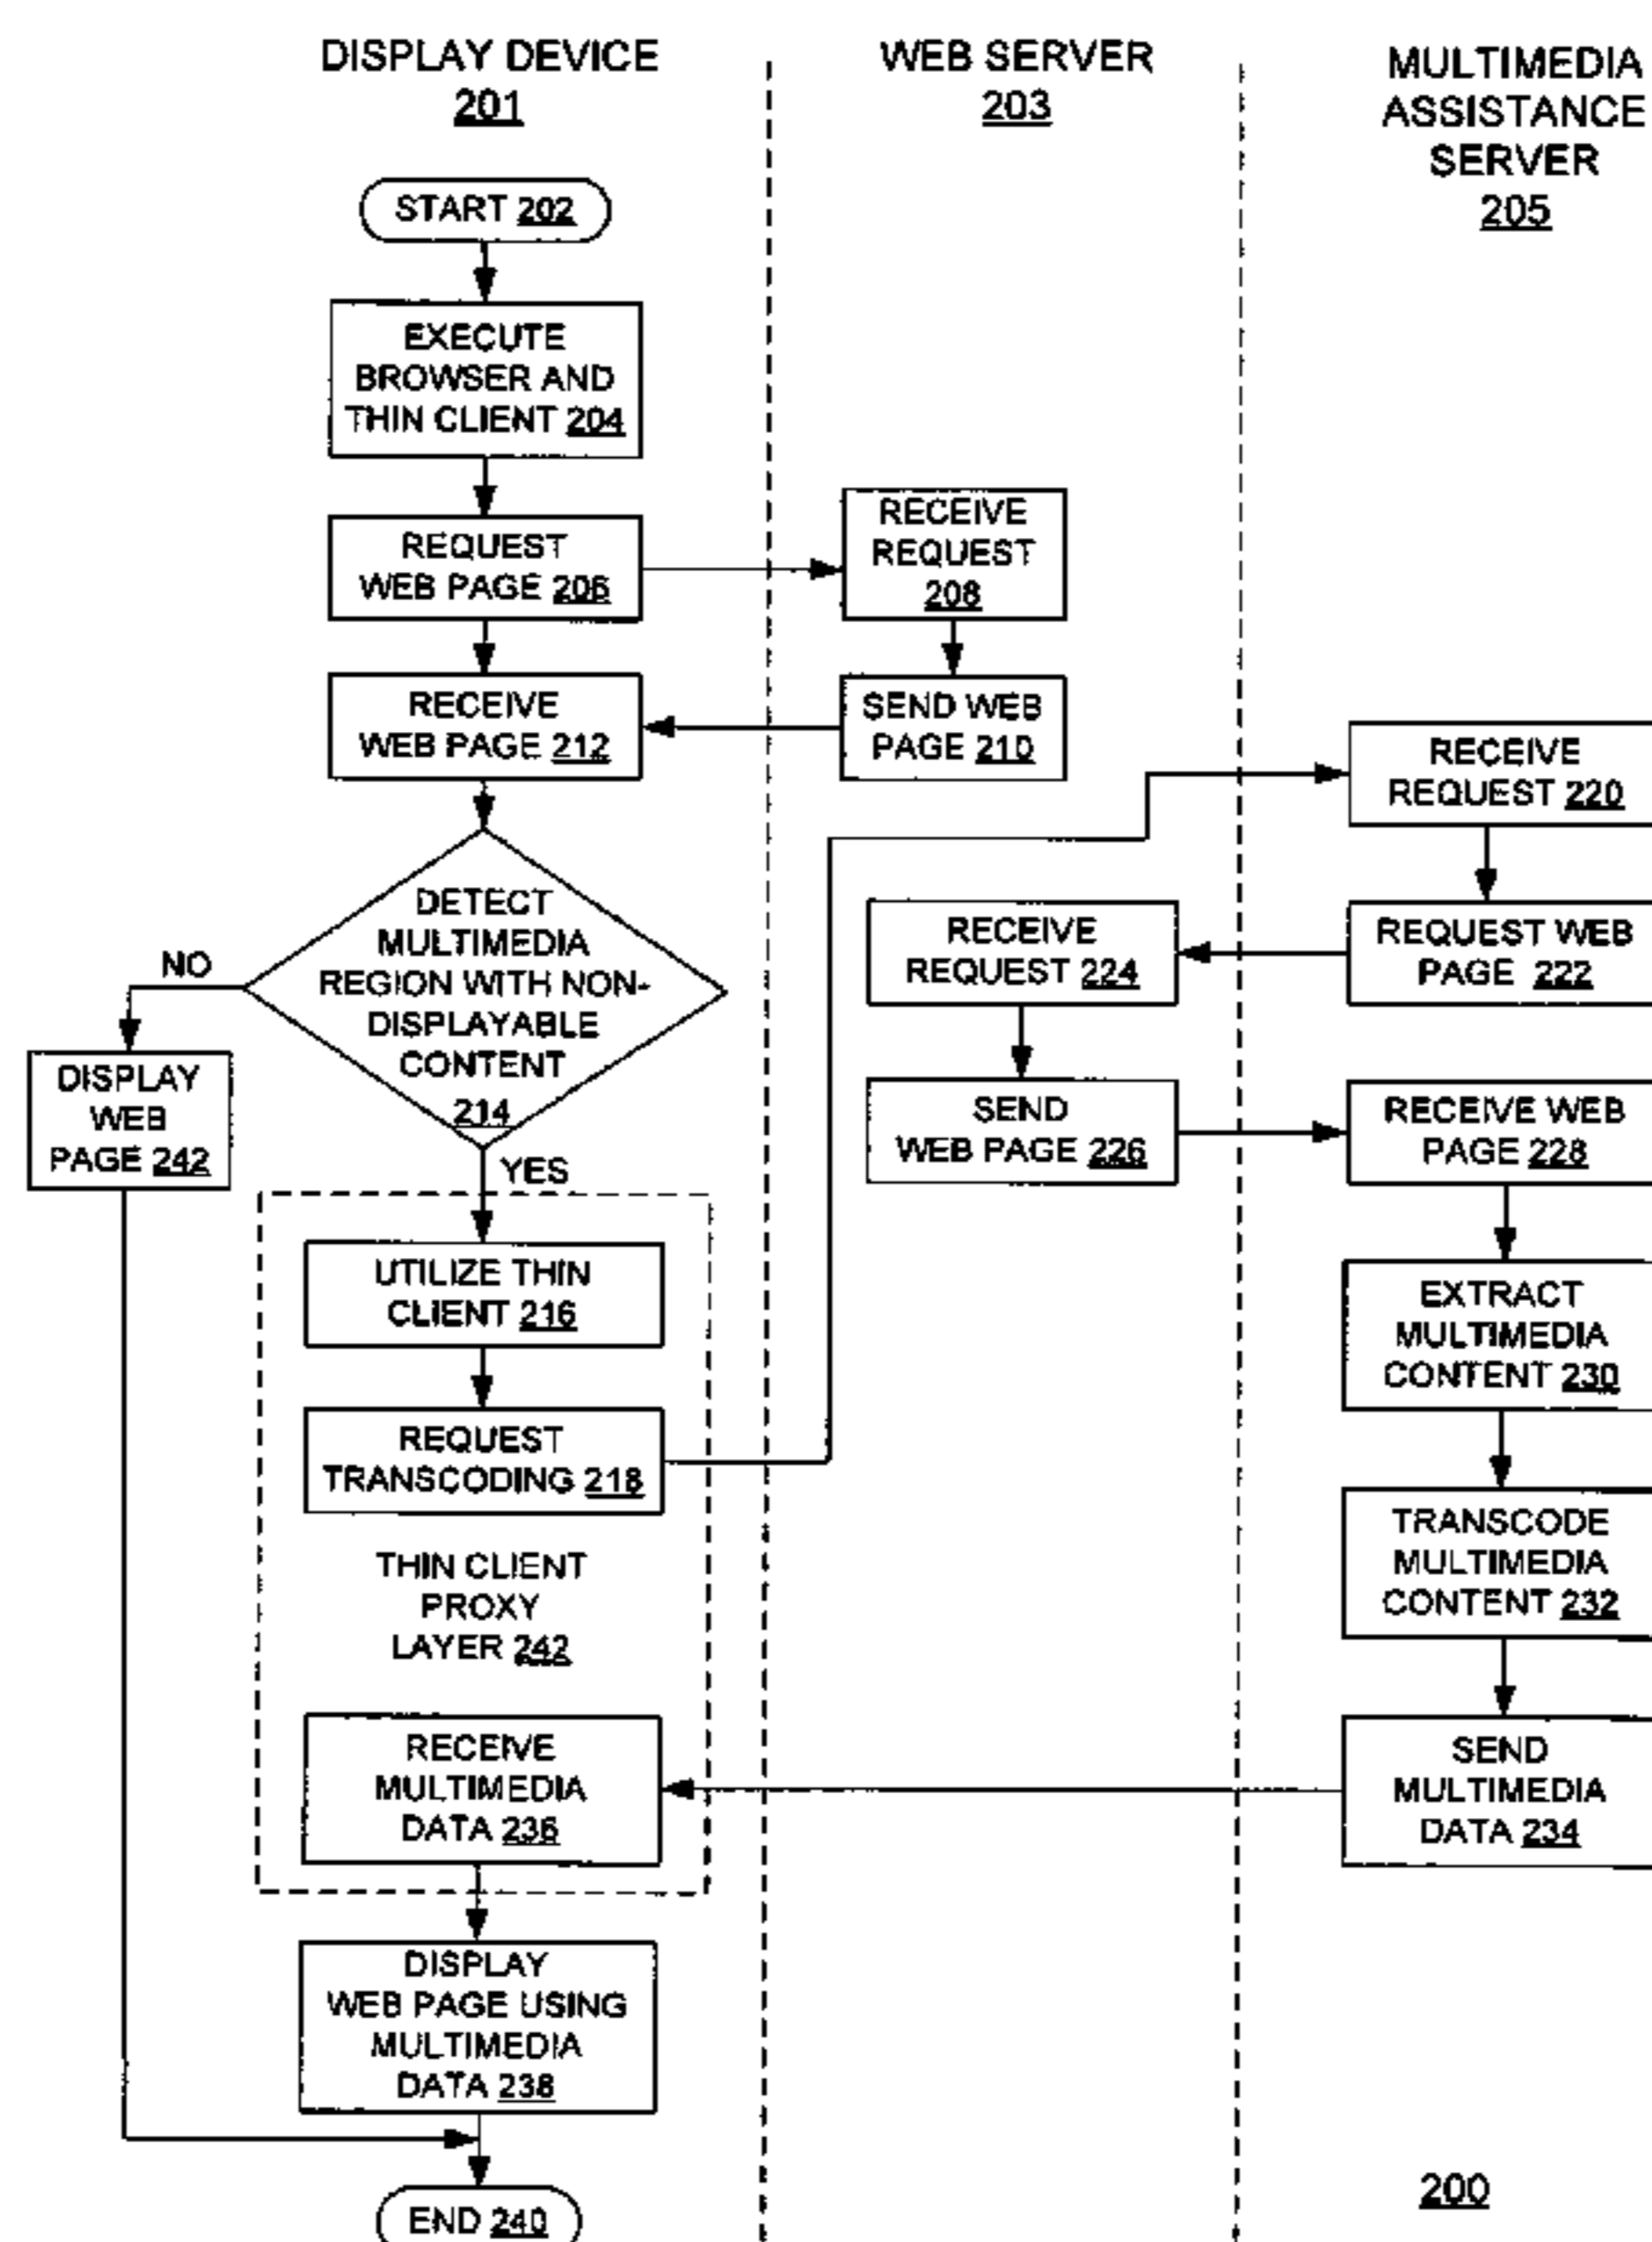 DISPLAY DEVICE
201
WEB SERVER
203
MULTIMEDIA
ASSISTANCE
SERVER
205
START 202
EXECUTE
BROWSER AND
THIN CLIENT 204
REQUEST
WEB PAGE 206
RECEIVE
REQUEST
208
RECEIVE
WEB PAGE 212
SEND WEB
PAGE 210
RECEIVE
REQUEST 220
DETECT
MULTIMEDIA
REGION WITH NON-
DISPLAYABLE
CONTENT
214
NO
YES
DISPLAY
WEB
PAGE 242
RECEIVE
REQUEST 224
REQUEST WEB
PAGE 222
SEND
WEB PAGE 226
RECEIVE WEB
PAGE 228
UTILIZE THIN
CLIENT 216
EXTRACT
MULTIMEDIA
CONTENT 230
REQUEST
TRANSCODING 218
TRANSCODE
MULTIMEDIA
CONTENT 232
THIN CLIENT
PROXY
LAYER 242
RECEIVE
MULTIMEDIA
DATA 236
SEND
MULTIMEDIA
DATA 234
DISPLAY
WEB PAGE USING
MULTIMEDIA
DATA 238
END 240
200